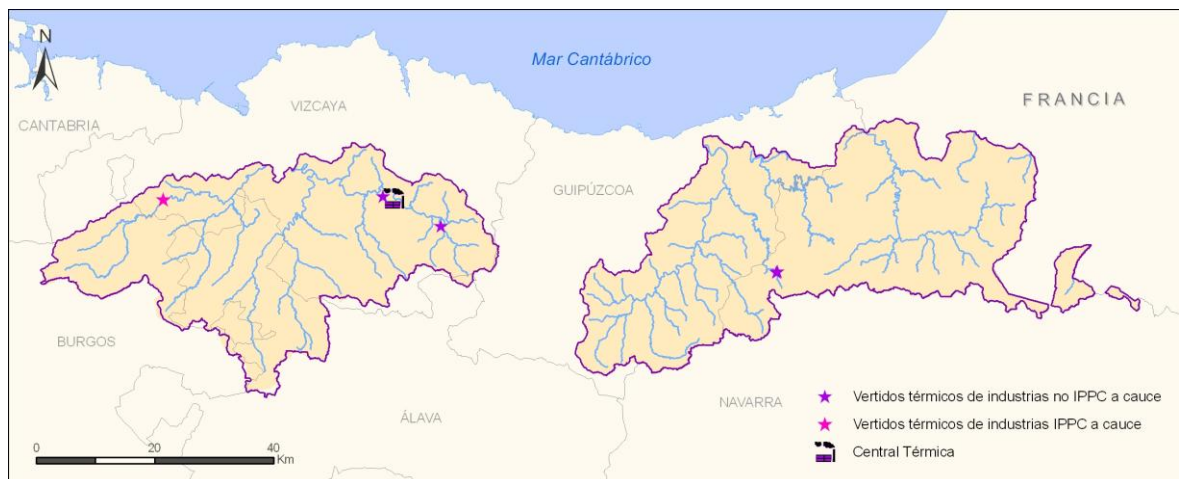 N
Mar Cantábrico
FRANCIA
VIZCAYA
CANTABRIA
GUIPÚZCOA
BURGOS
ÁLAVA
NAVARRA
Vertidos térmicos de industrias no IPPC a cauce
Vertidos térmicos de industrias IPPC a cauce
Central Térmica
0 20 40
Km